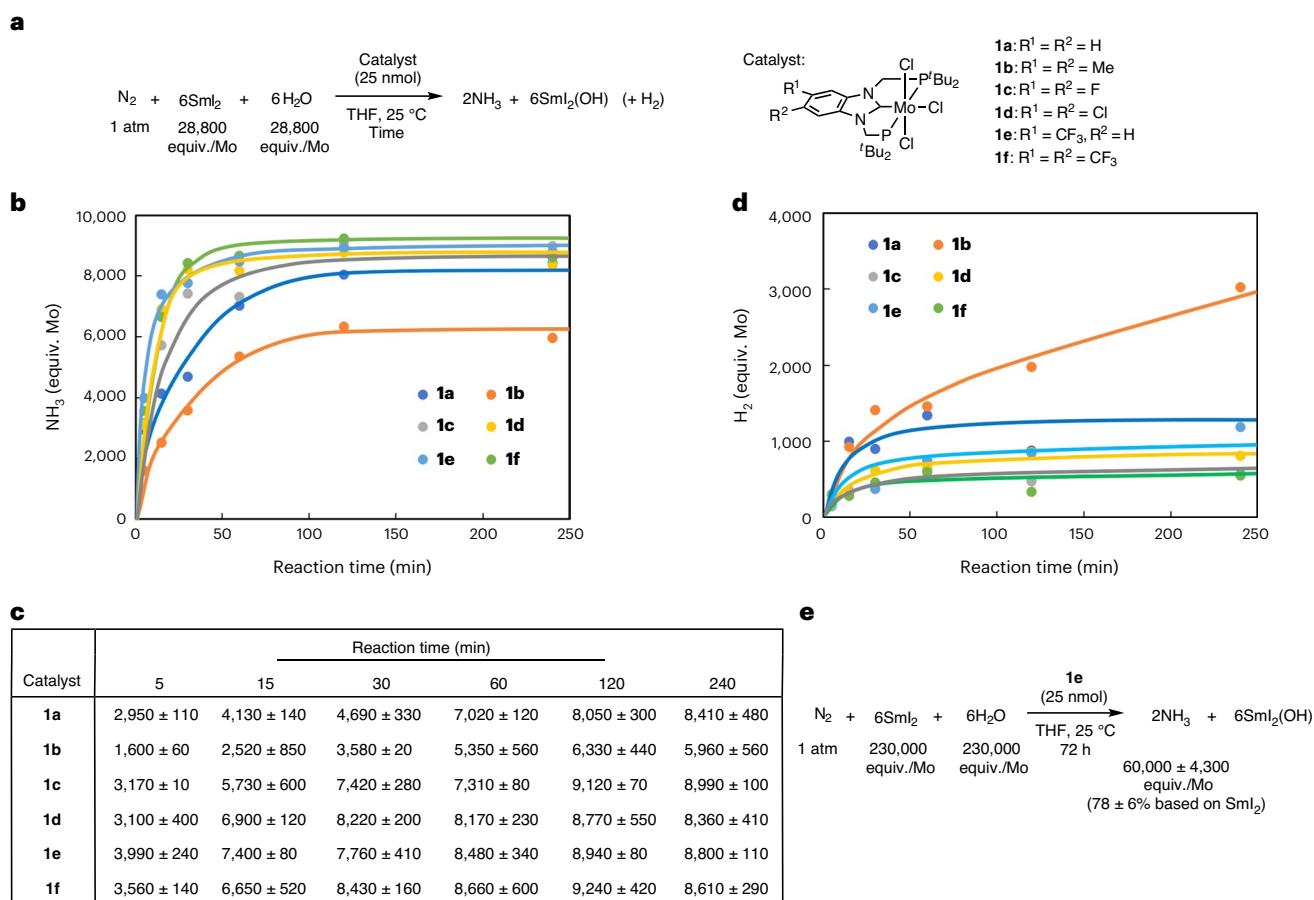 a
N2 + 6SmI2 + 6H2O
Catalyst
(25 nmol)
THF, 25 °C
Time
2NH3 + 6SmI2(OH) (+ H2)
1 atm 28,800 28,800
equiv./Mo equiv./Mo
Catalyst:
R1
R2
N
N
Cl
PtBu2
Mo Cl
P
Cl
tBu2
1a: R1 = R2 = H
1b: R1 = R2 = Me
1c: R1 = R2 = F
1d: R1 = R2 = Cl
1e: R1 = CF3, R2 = H
1f: R1 = R2 = CF3
b
NH3 (equiv. Mo)
10,000
8,000
6,000
4,000
2,000
0
0 50 100 150 200 250
Reaction time (min)
1a 1b
1c 1d
1e 1f
d
H2 (equiv. Mo)
4,000
3,000
2,000
1,000
0
0 50 100 150 200 250
Reaction time (min)
1a 1b
1c 1d
1e 1f
c
Reaction time (min)
Catalyst 5 15 30 60 120 240
1a 2,950 ± 110 4,130 ± 140 4,690 ± 330 7,020 ± 120 8,050 ± 300 8,410 ± 480
1b 1,600 ± 60 2,520 ± 850 3,580 ± 20 5,350 ± 560 6,330 ± 440 5,960 ± 560
1c 3,170 ± 10 5,730 ± 600 7,420 ± 280 7,310 ± 80 9,120 ± 70 8,990 ± 100
1d 3,100 ± 400 6,900 ± 120 8,220 ± 200 8,170 ± 230 8,770 ± 550 8,360 ± 410
1e 3,990 ± 240 7,400 ± 80 7,760 ± 410 8,480 ± 340 8,940 ± 80 8,800 ± 110
1f 3,560 ± 140 6,650 ± 520 8,430 ± 160 8,660 ± 600 9,240 ± 420 8,610 ± 290
e
N2 + 6SmI2 + 6H2O
1e
(25 nmol)
THF, 25 °C
72 h
2NH3 + 6SmI2(OH)
1 atm 230,000 230,000
equiv./Mo equiv./Mo
60,000 ± 4,300
equiv./Mo
(78 ± 6% based on SmI2)